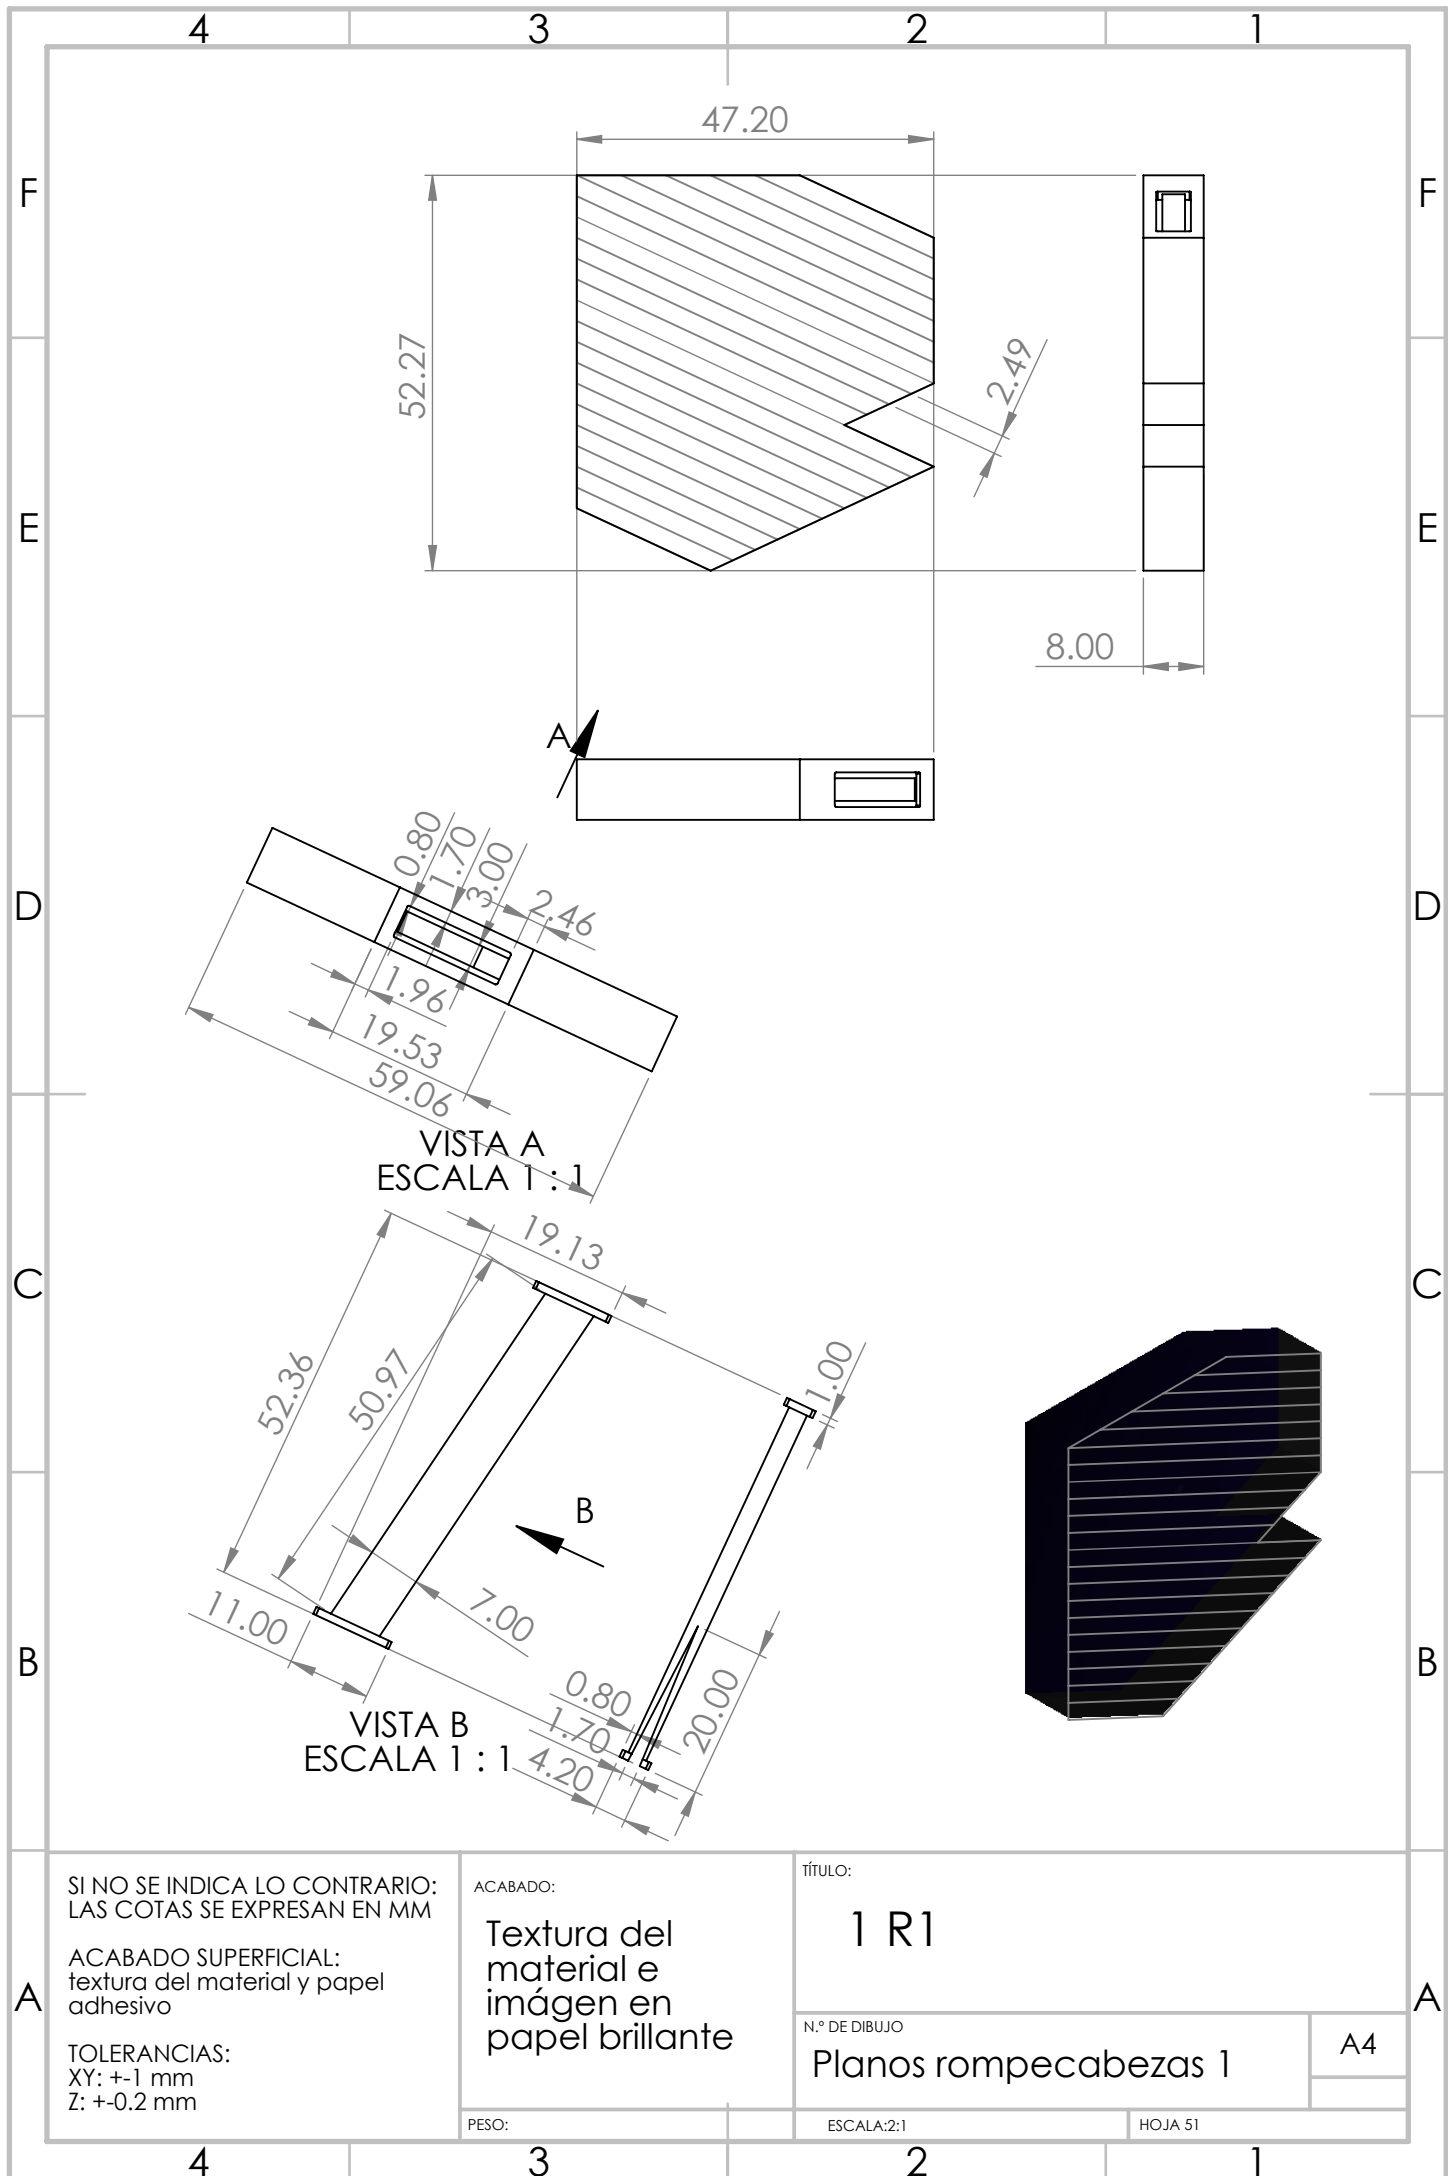 4 3 2 1
47.20
F F
52.27
2.49
E E
8.00
A
0.80
1.70
3.00
2.46
D D
1.96
19.53
59.06
VISTA A
ESCALA 1 : 1
19.13
C C
1.00
52.36
50.97
B
11.00
7.00
B B
0.80
20.00
1.70
VISTA B
ESCALA 1 : 1
4.20
SI NO SE INDICA LO CONTRARIO:
LAS COTAS SE EXPRESAN EN MM
ACABADO SUPERFICIAL:
textura del material y papel
adhesivo
TOLERANCIAS:
XY: +-1 mm
Z: +-0.2 mm
ACABADO:
Textura del
material e
imágen en
papel brillante
PESO:
TÍTULO:
1 R1
N.º DE DIBUJO
Planos rompecabezas 1
A4
ESCALA:2:1
HOJA 51
A A
4 3 2 1